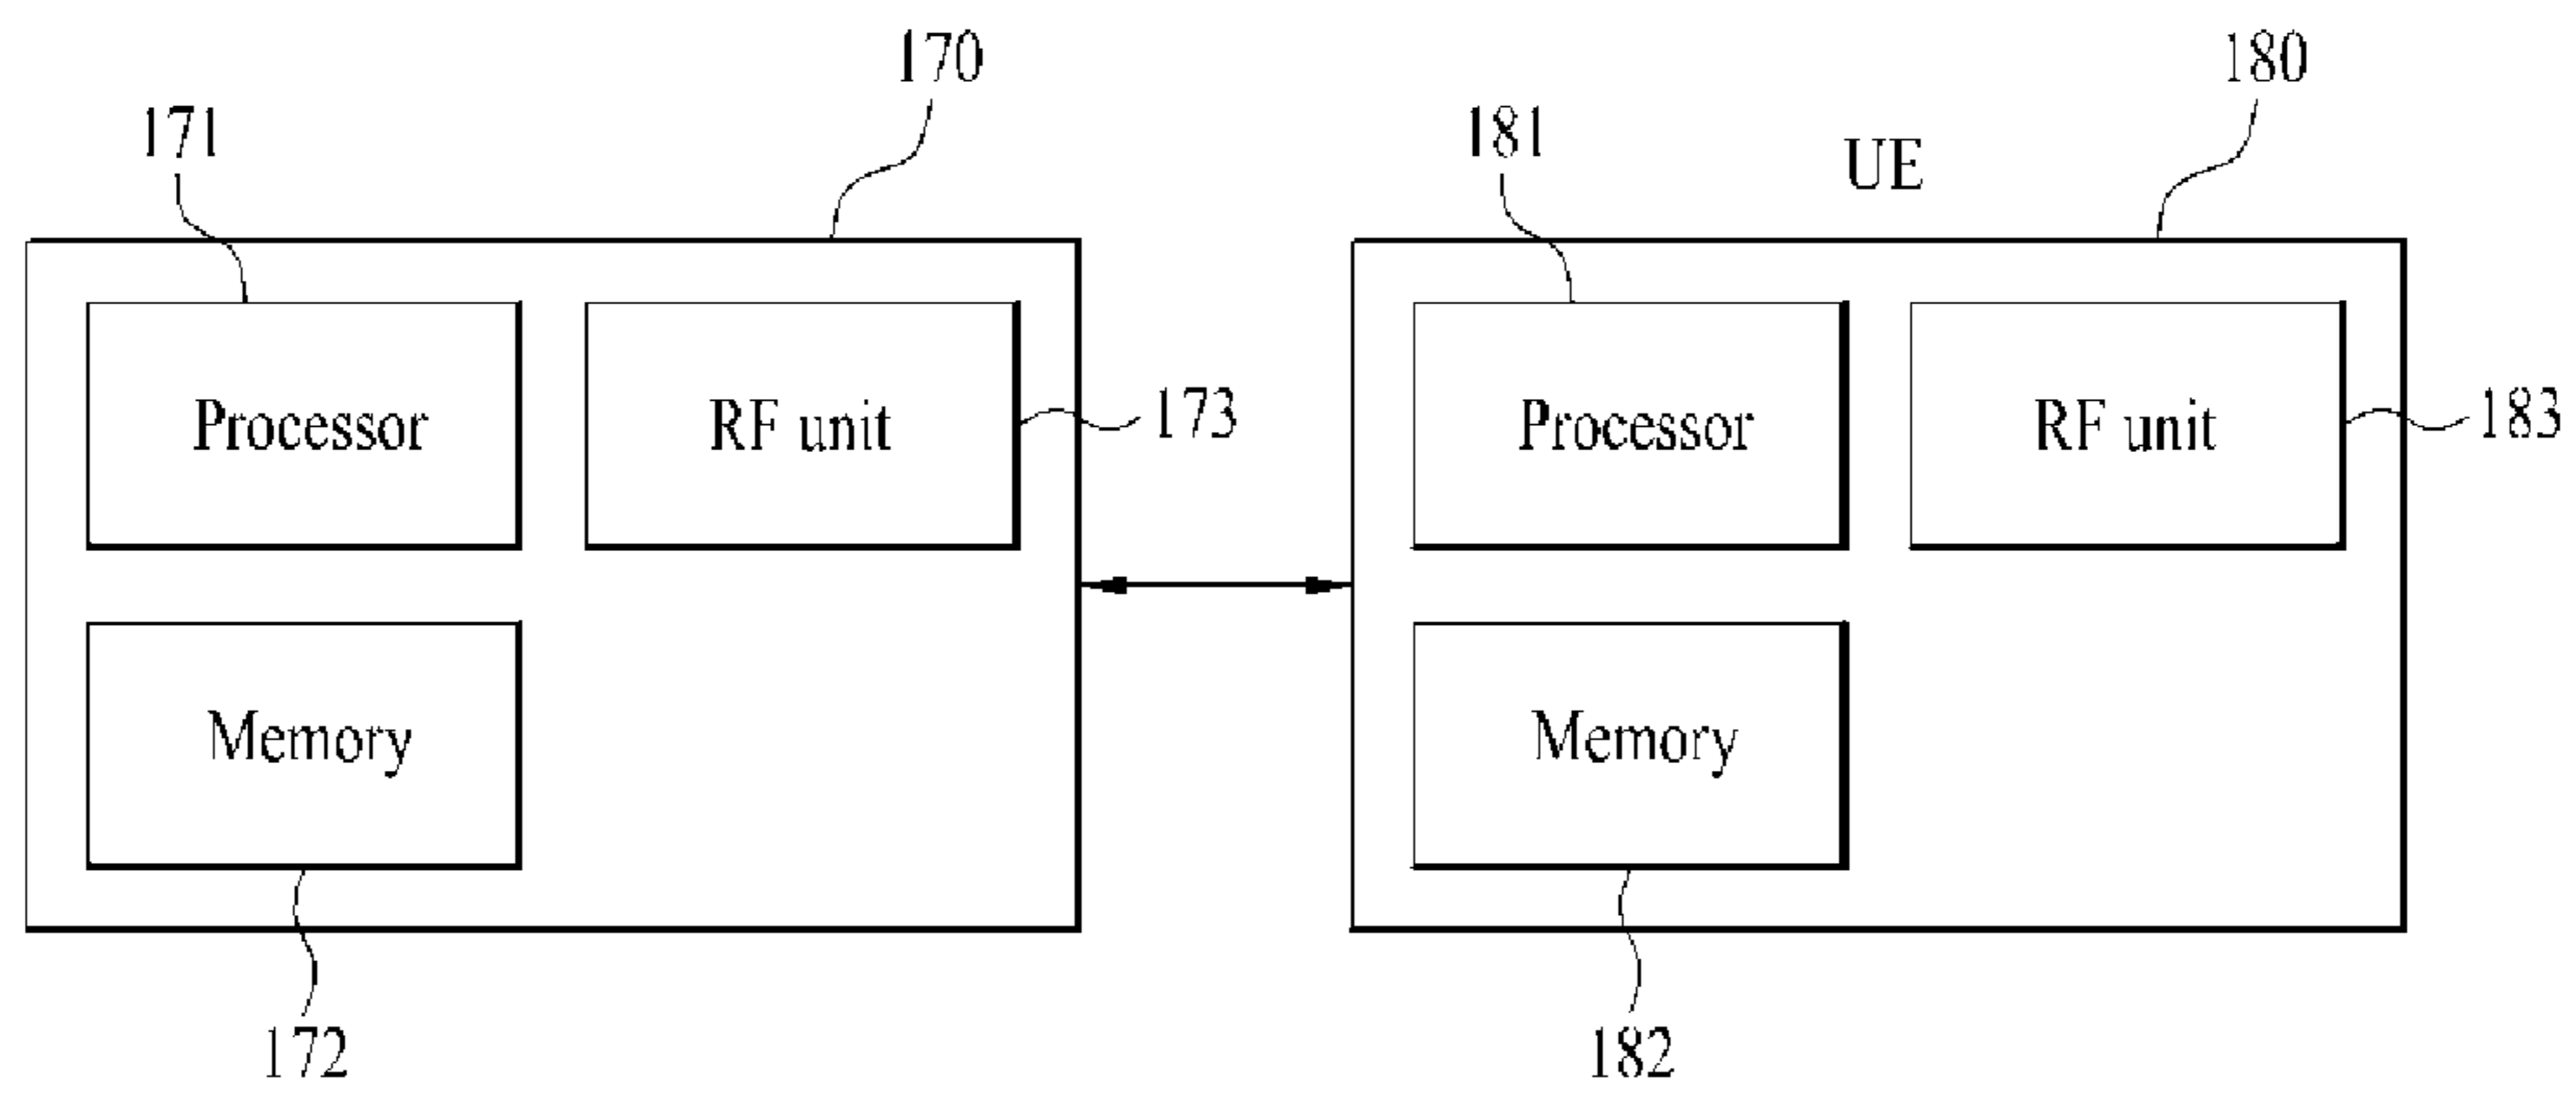 170
180
171
181
UE
Processor
RF unit
173
Processor
RF unit
183
Memory
Memory
172
182